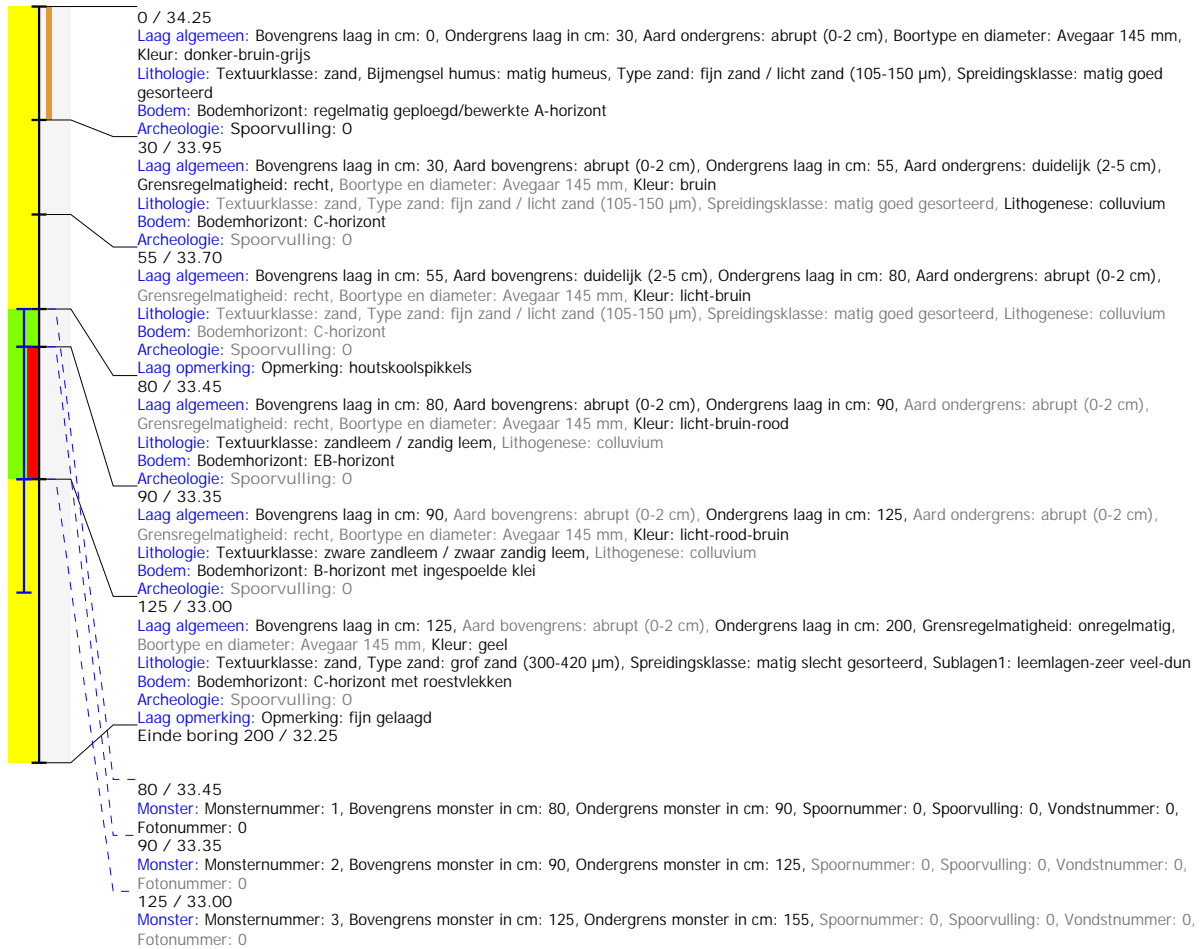 0 / 34.25
Laag algemeen: Bovengrens laag in cm: 0, Ondergrens laag in cm: 30, Aard ondergrens: abrupt (0-2 cm), Boortype en diameter: Avegaar 145 mm,
Kleur: donker-bruin-grijs
Lithologie: Textuurklasse: zand, Bijmengsel humus: matig humeus, Type zand: fijn zand / licht zand (105-150 µm), Spreidingsklasse: matig goed
gesorteerd
Bodem: Bodemhorizont: regelmatig geploegd/bewerkte A-horizont
Archeologie: Spoorvulling: 0
30 / 33.95
Laag algemeen: Bovengrens laag in cm: 30, Aard bovengrens: abrupt (0-2 cm), Ondergrens laag in cm: 55, Aard ondergrens: duidelijk (2-5 cm),
Grensregelmatigheid: recht, Boortype en diameter: Avegaar 145 mm, Kleur: bruin
Lithologie: Textuurklasse: zand, Type zand: fijn zand / licht zand (105-150 µm), Spreidingsklasse: matig goed gesorteerd, Lithogenese: colluvium
Bodem: Bodemhorizont: C-horizont
Archeologie: Spoorvulling: 0
55 / 33.70
Laag algemeen: Bovengrens laag in cm: 55, Aard bovengrens: duidelijk (2-5 cm), Ondergrens laag in cm: 80, Aard ondergrens: abrupt (0-2 cm),
Grensregelmatigheid: recht, Boortype en diameter: Avegaar 145 mm, Kleur: licht-bruin
Lithologie: Textuurklasse: zand, Type zand: fijn zand / licht zand (105-150 µm), Spreidingsklasse: matig goed gesorteerd, Lithogenese: colluvium
Bodem: Bodemhorizont: C-horizont
Archeologie: Spoorvulling: 0
Laag opmerking: Opmerking: houtskoolspikkels
80 / 33.45
Laag algemeen: Bovengrens laag in cm: 80, Aard bovengrens: abrupt (0-2 cm), Ondergrens laag in cm: 90, Aard ondergrens: abrupt (0-2 cm),
Grensregelmatigheid: recht, Boortype en diameter: Avegaar 145 mm, Kleur: licht-bruin-rood
Lithologie: Textuurklasse: zandleem / zandig leem, Lithogenese: colluvium
Bodem: Bodemhorizont: EB-horizont
Archeologie: Spoorvulling: 0
90 / 33.35
Laag algemeen: Bovengrens laag in cm: 90, Aard bovengrens: abrupt (0-2 cm), Ondergrens laag in cm: 125, Aard ondergrens: abrupt (0-2 cm),
Grensregelmatigheid: recht, Boortype en diameter: Avegaar 145 mm, Kleur: licht-rood-bruin
Lithologie: Textuurklasse: zware zandleem / zwaar zandig leem, Lithogenese: colluvium
Bodem: Bodemhorizont: B-horizont met ingespoelde klei
Archeologie: Spoorvulling: 0
125 / 33.00
Laag algemeen: Bovengrens laag in cm: 125, Aard bovengrens: abrupt (0-2 cm), Ondergrens laag in cm: 200, Grensregelmatigheid: onregelmatig,
Boortype en diameter: Avegaar 145 mm, Kleur: geel
Lithologie: Textuurklasse: zand, Type zand: grof zand (300-420 µm), Spreidingsklasse: matig slecht gesorteerd, Sublagen1: leemlagen-zeer veel-dun
Bodem: Bodemhorizont: C-horizont met roestvlekken
Archeologie: Spoorvulling: 0
Laag opmerking: Opmerking: fijn gelaagd
Einde boring 200 / 32.25
80 / 33.45
Monster: Monsternummer: 1, Bovengrens monster in cm: 80, Ondergrens monster in cm: 90, Spoornummer: 0, Spoorvulling: 0, Vondstnummer: 0,
Fotonummer: 0
90 / 33.35
Monster: Monsternummer: 2, Bovengrens monster in cm: 90, Ondergrens monster in cm: 125, Spoornummer: 0, Spoorvulling: 0, Vondstnummer: 0,
Fotonummer: 0
125 / 33.00
Monster: Monsternummer: 3, Bovengrens monster in cm: 125, Ondergrens monster in cm: 155, Spoornummer: 0, Spoorvulling: 0, Vondstnummer: 0,
Fotonummer: 0